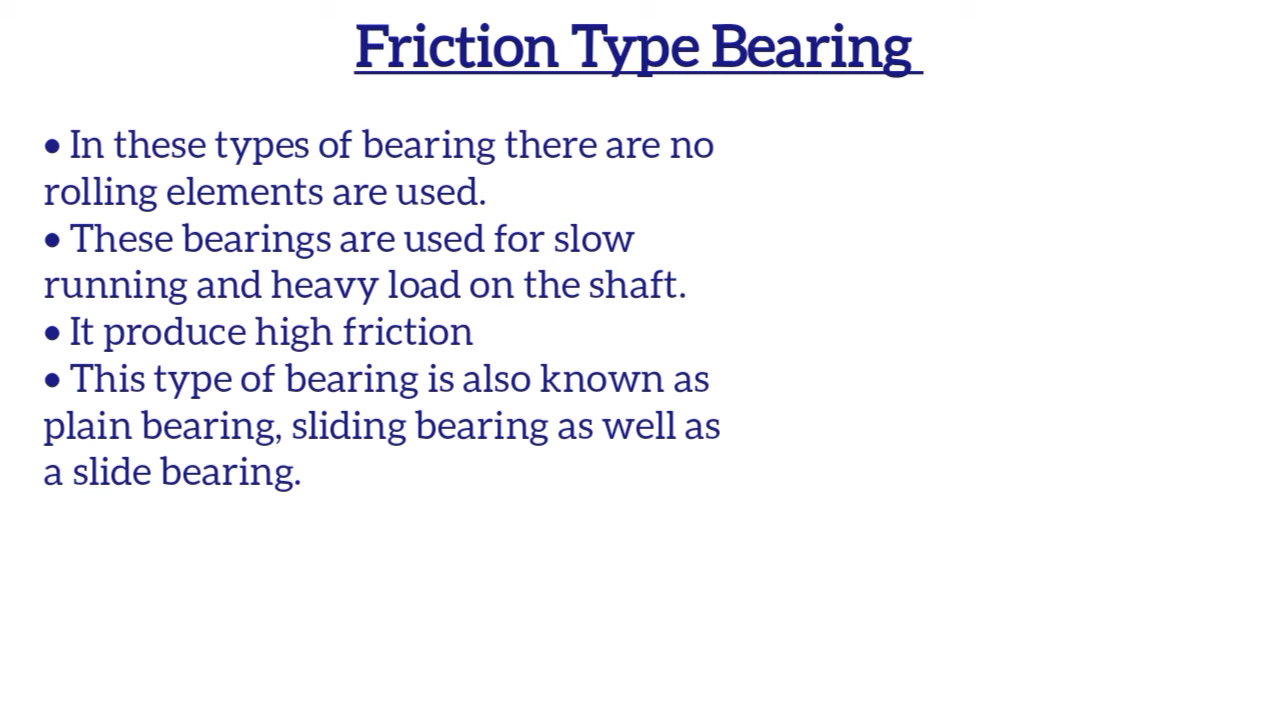 Friction Type Bearing
• In these types of bearing there are no
rolling elements are used.
• These bearings are used for slow
running and heavy load on the shaft.
• It produce high friction
• This type of bearing is also known as
plain bearing, sliding bearing as well as
a slide bearing.